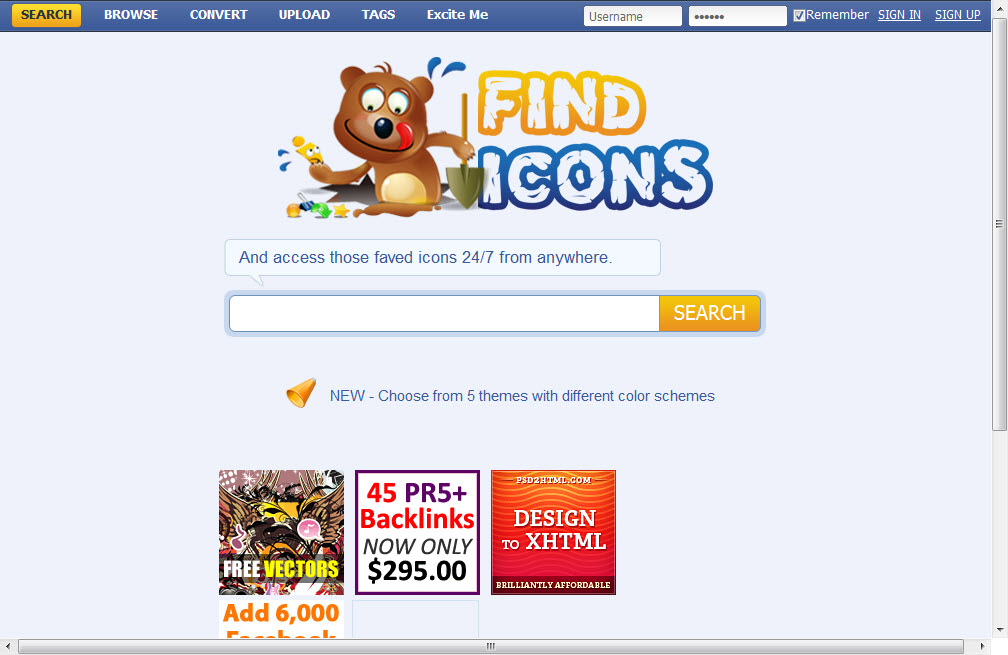 SEARCH BROWSE CONVERT UPLOAD TAGS Excite Me Username •••••• Remember SIGN IN SIGN UP
FIND
ICONS
And access those faved icons 24/7 from anywhere.
SEARCH
NEW - Choose from 5 themes with different color schemes
FREE VECTORS
45 PR5+
Backlinks
NOW ONLY
$295.00
PSD2HTML.COM
DESIGN
TO XHTML
BRILLIANTLY AFFORDABLE
Add 6,000
Facebook